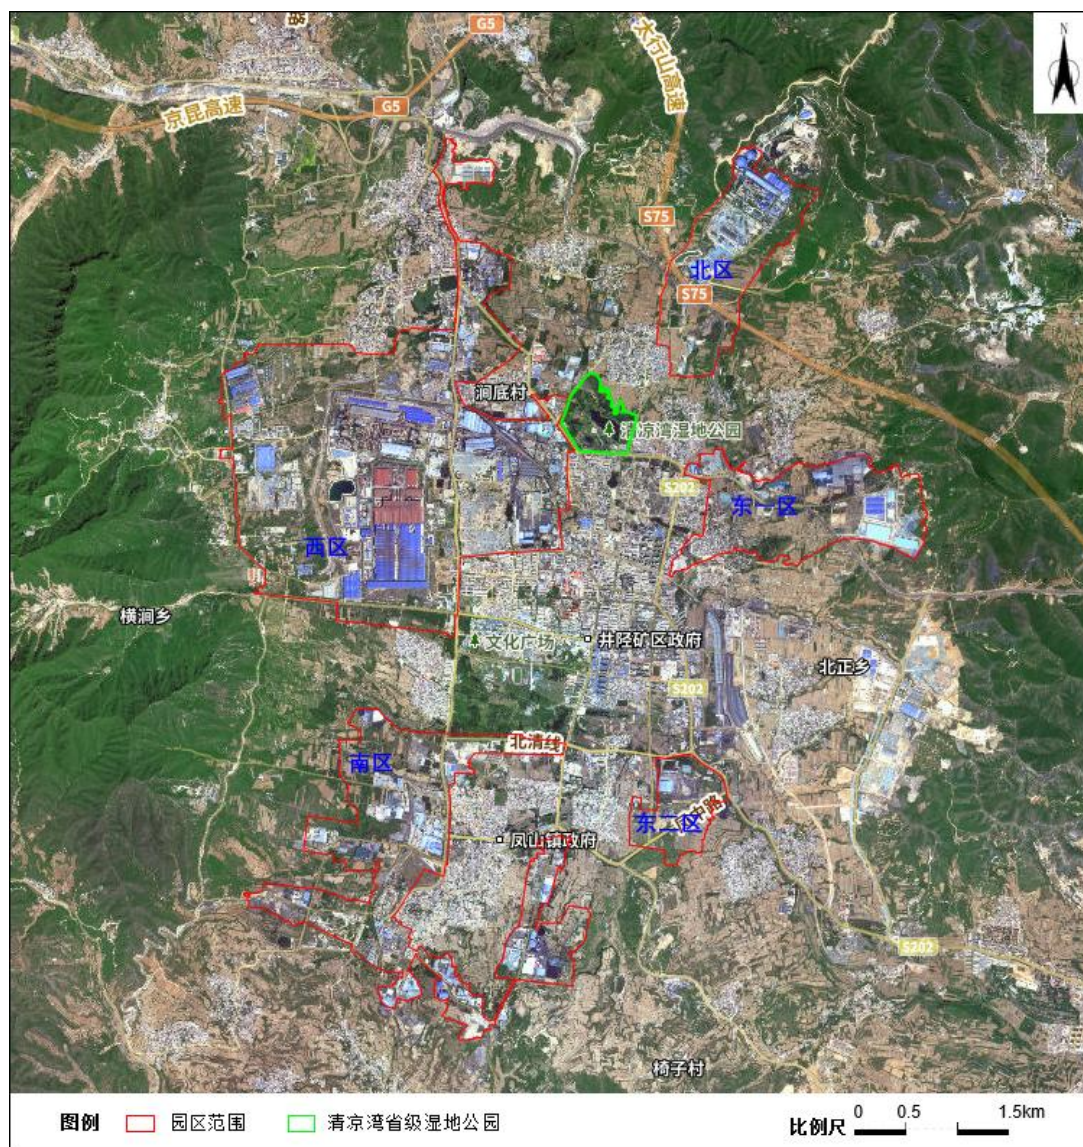 G5
太行山高速
N
京昆高速
G5
S75
北区
S75
涧底村
清凉湾湿地公园
S202
东一区
西区
横涧乡
文化广场
井陉矿区政府
北正乡
S202
北清线
南区
中路
东二区
凤山镇政府
S202
椅子村
图例
园区范围
清凉湾省级湿地公园
比例尺
0 0.5 1.5km